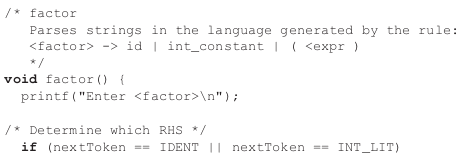 /* factor
Parses strings in the language generated by the rule:
<factor> -> id | int_constant | ( <expr )
*/
void factor() {
printf("Enter <factor>\n");
/* Determine which RHS */
if (nextToken == IDENT || nextToken == INT_LIT)